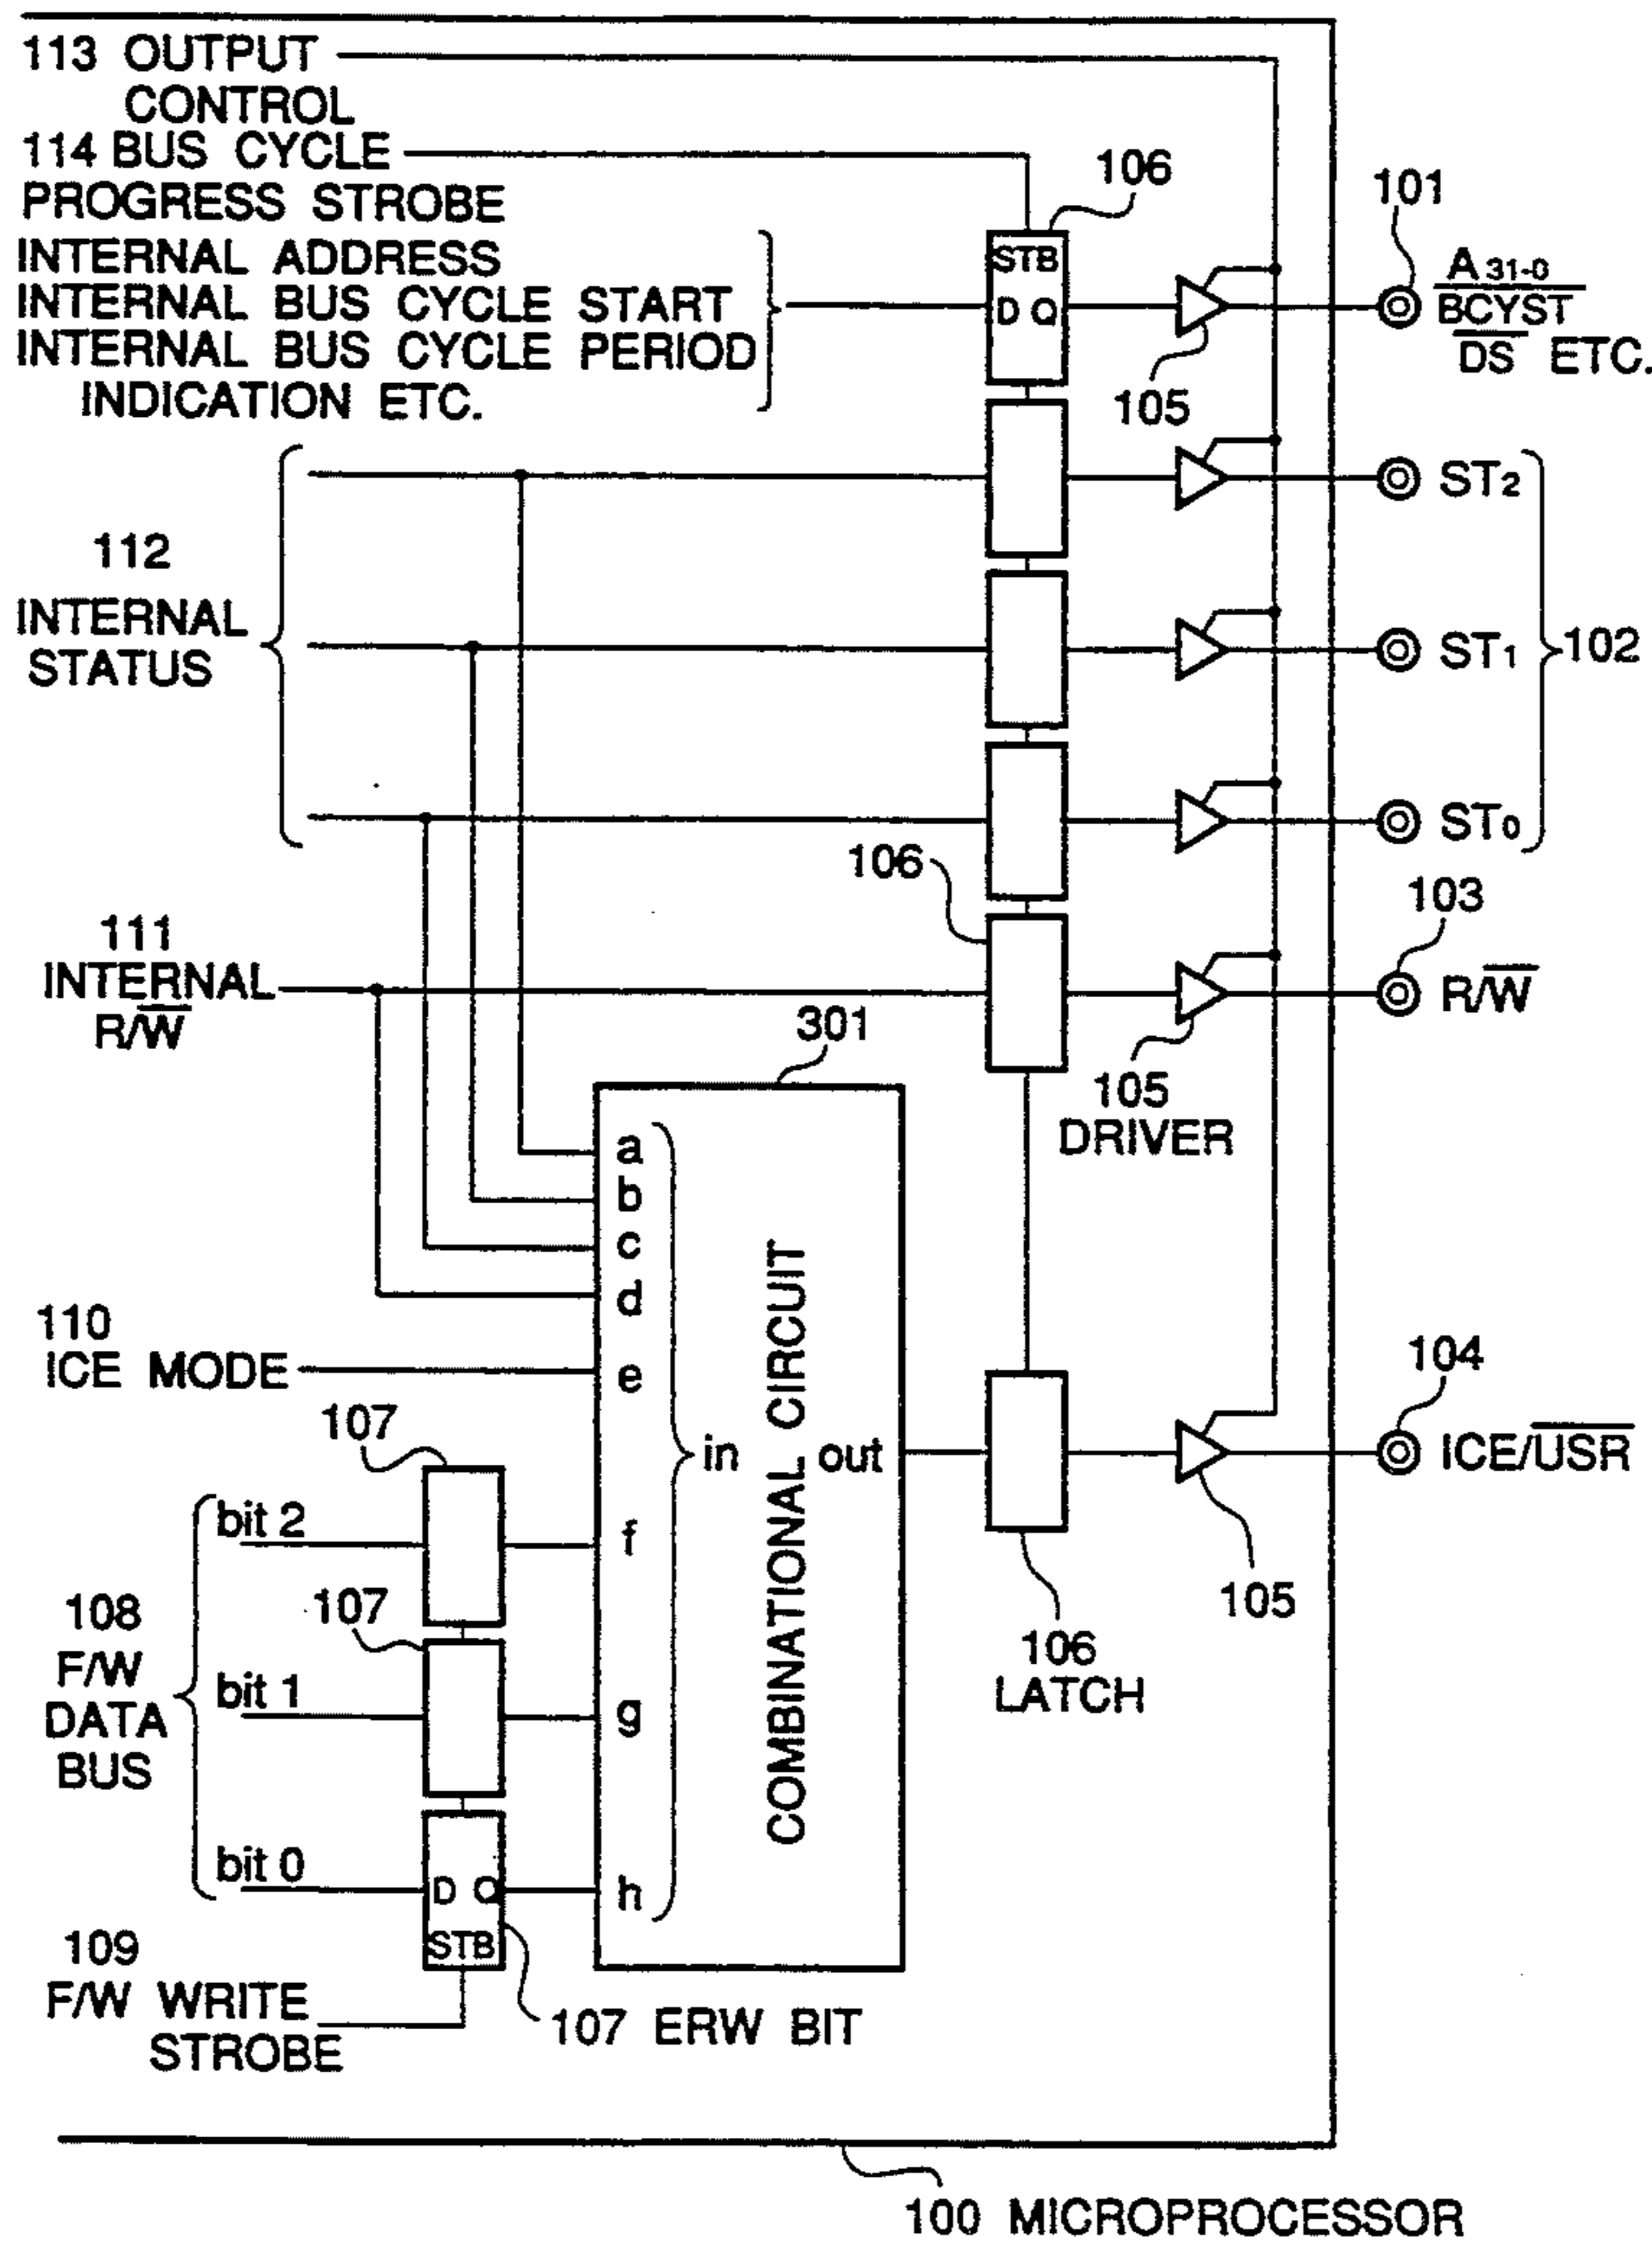 113 OUTPUT
CONTROL
114 BUS CYCLE
PROGRESS STROBE
INTERNAL ADDRESS
INTERNAL BUS CYCLE START
INTERNAL BUS CYCLE PERIOD
INDICATION ETC.
106
STB
D Q
105
101
A31-0
BCYST
DS ETC.
112
INTERNAL
STATUS
ST2
ST1
ST0
102
106
111
INTERNAL
R/W
103
R/W
105
DRIVER
301
a
b
c
d
e
f
g
h
in
COMBINATIONAL CIRCUIT
out
110
ICE MODE
104
ICE/USR
105
106
LATCH
107
bit 2
107
108
F/W
DATA
BUS
bit 1
bit 0
D Q
STB
109
F/W WRITE
STROBE
107 ERW BIT
100 MICROPROCESSOR